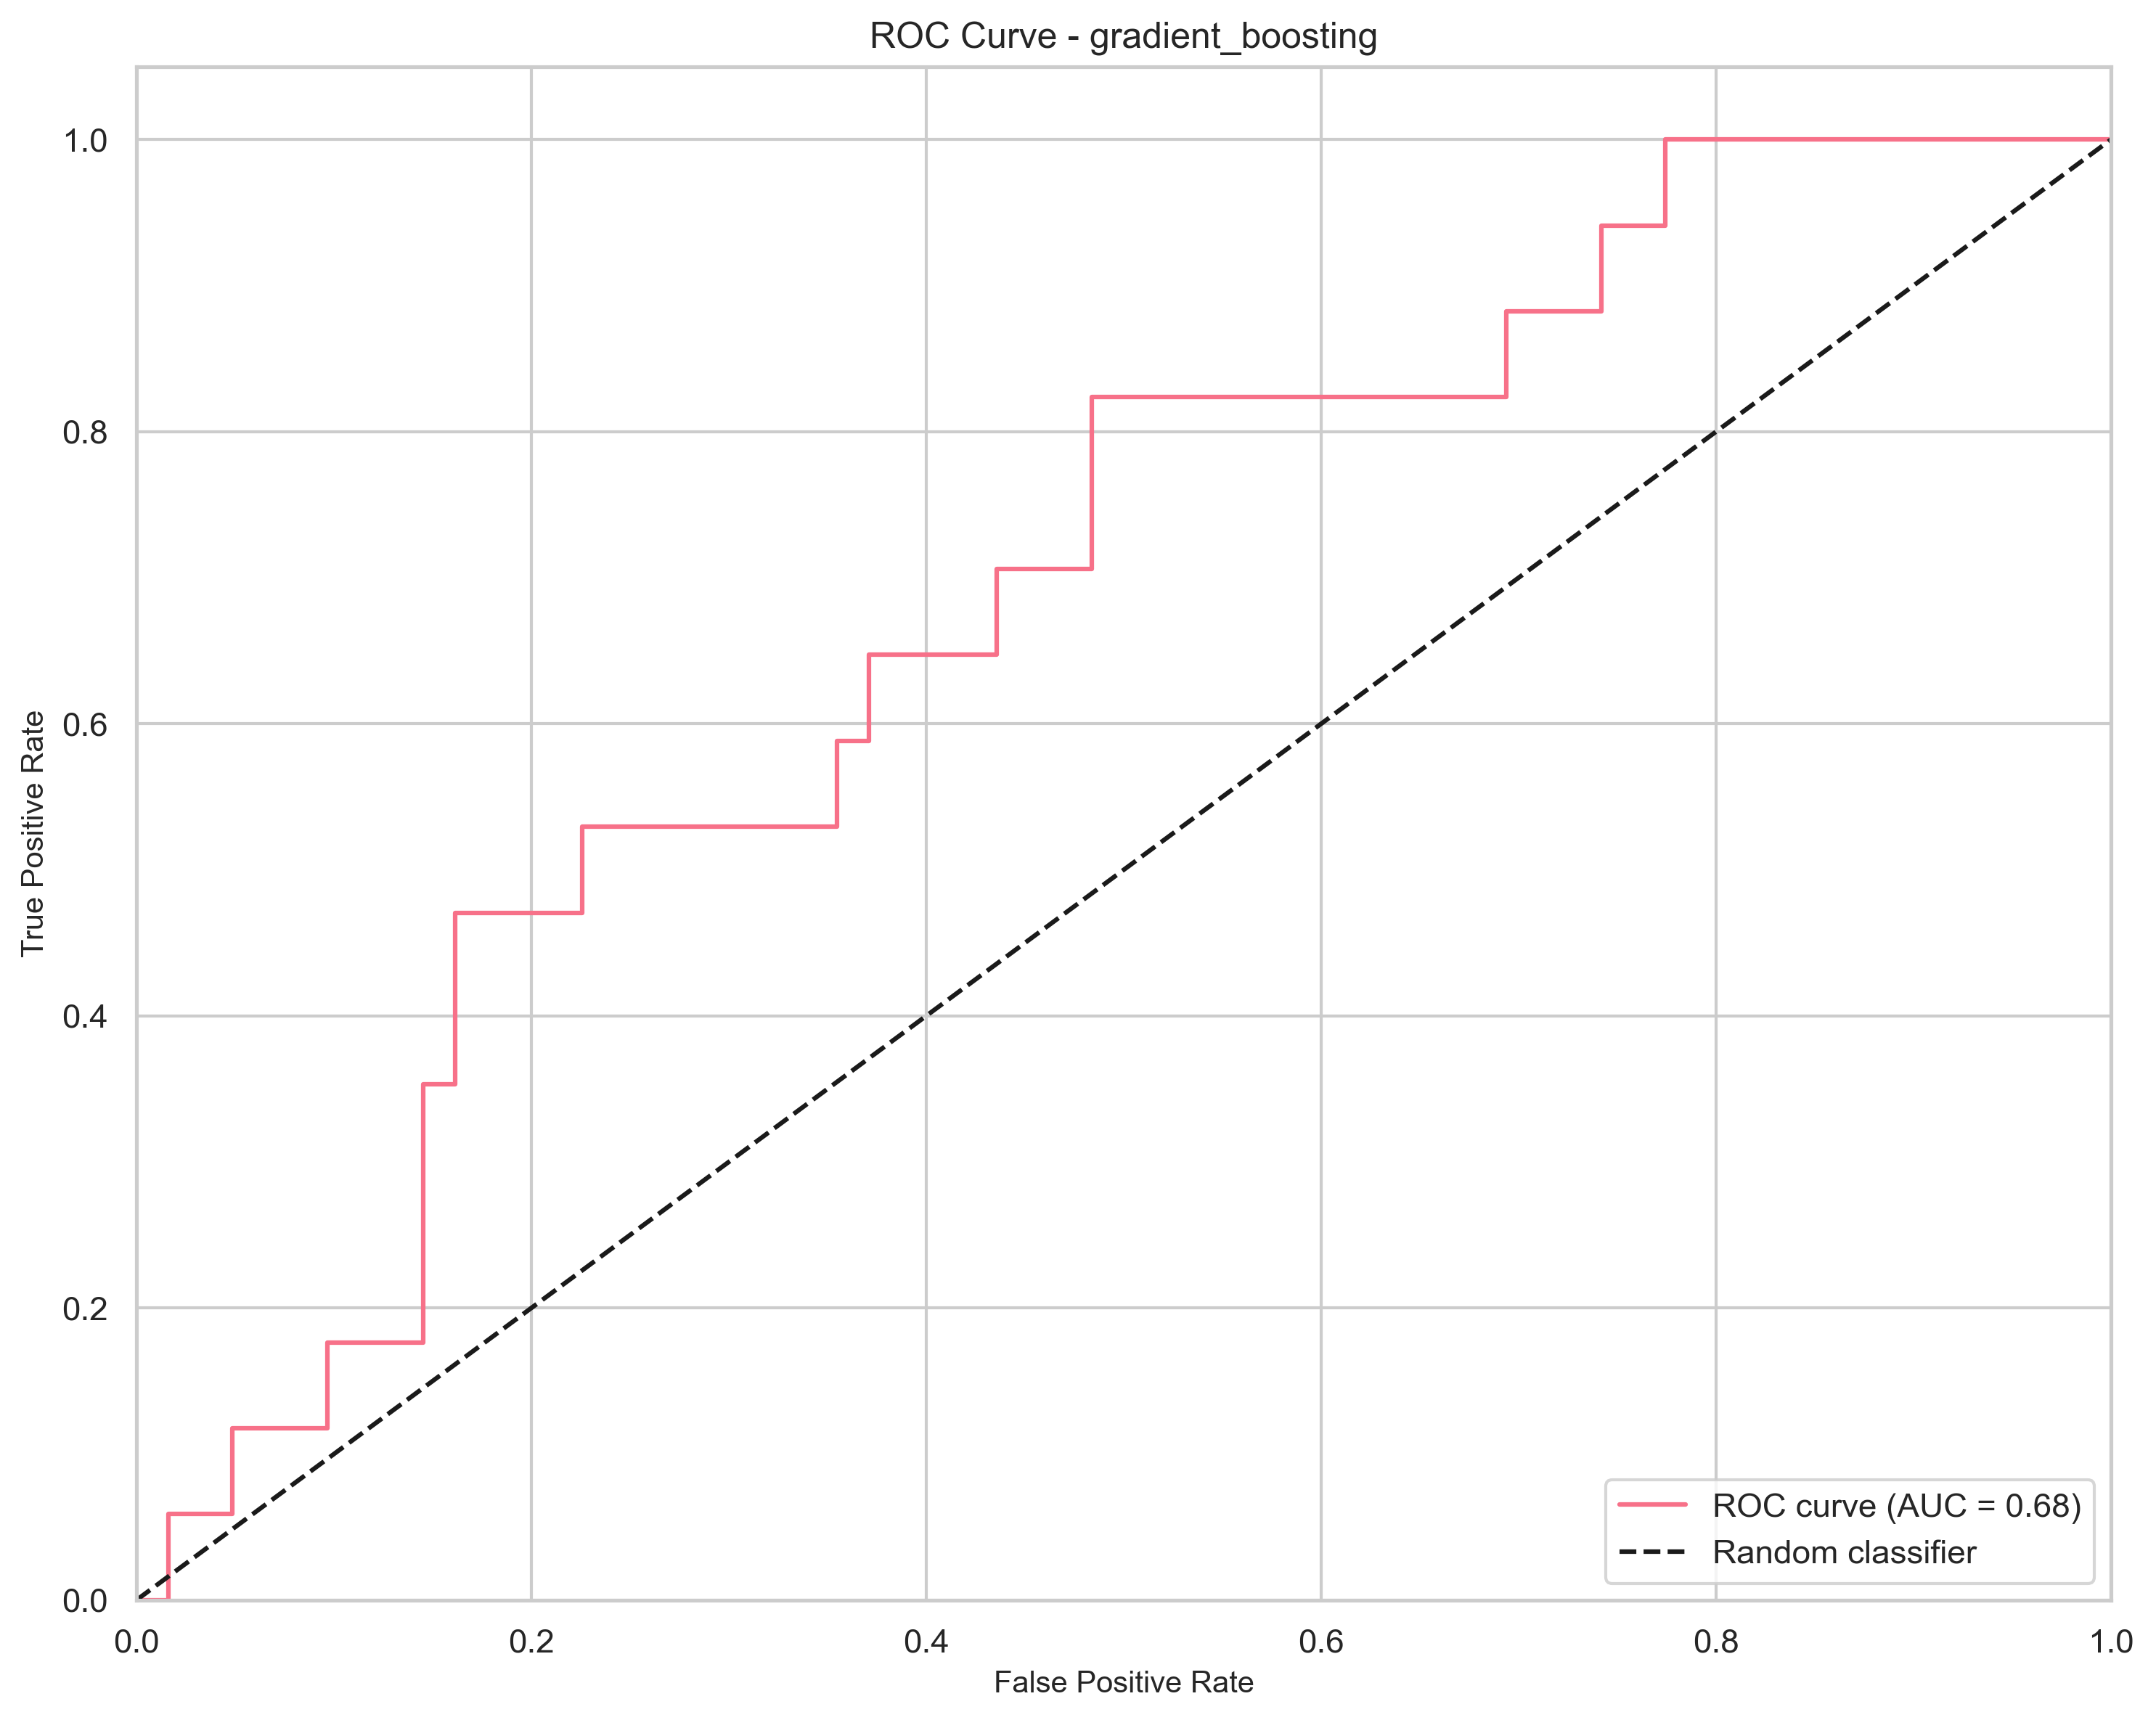 ROC Curve - gradient_boosting
1.0
0.8
0.6
0.4
0.2
0.0
True Positive Rate
0.0 0.2 0.4 0.6 0.8 1.0
False Positive Rate
ROC curve (AUC = 0.68)
Random classifier